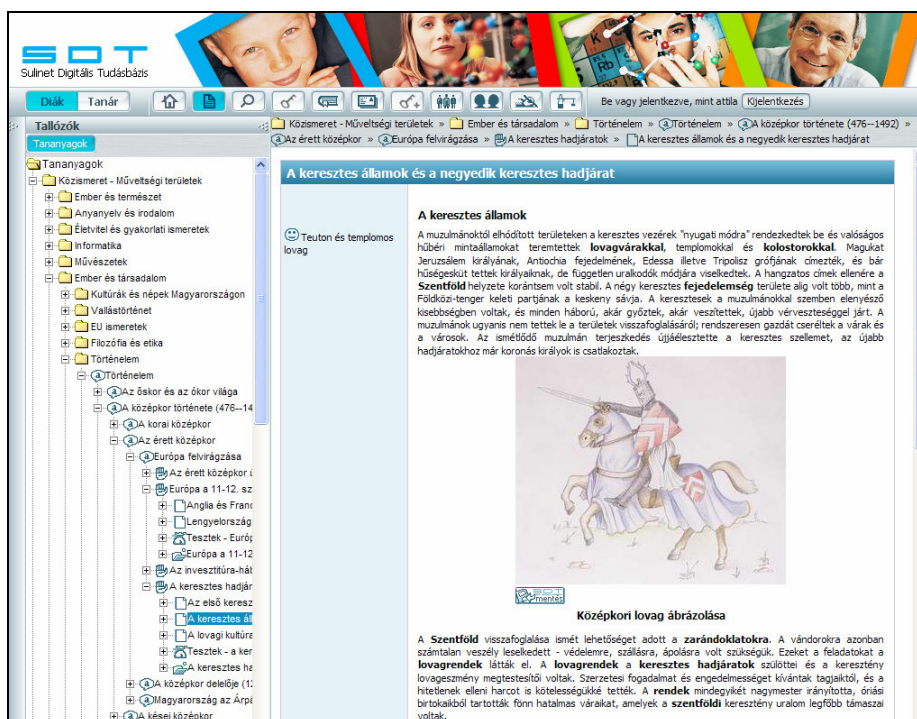 SDT
Sulinet Digitális Tudásbázis
Diák Tanár
Be vagy jelentkezve, mint attila Kijelentkezés
Tallózók
Tananyagok
Közismeret - Műveltségi területek » Ember és társadalom » Történelem » Történelem » A középkor története (476--1492) »
Az érett középkor » Európa felvirágzása » A keresztes hadjáratok » A keresztes államok és a negyedik keresztes hadjárat
Tananyagok
Közismeret - Műveltségi területek
Ember és természet
Anyanyelv és irodalom
Életvitel és gyakorlati ismeretek
Informatika
Művészetek
Ember és társadalom
Kultúrák és népek Magyarországon
Vallástörténet
EU ismeretek
Filozófia és etika
Történelem
Történelem
Az őskor és az ókor világa
A középkor története (476--14
A korai középkor
Az érett középkor
Európa felvirágzása
Az érett középkor ú
Európa a 11-12. sz
Anglia és Franc
Lengyelország
Tesztek - Euró
Európa a 11-12
Az invesztitúra-hát
A keresztes hadjár
Az első keresz
A keresztes ál
A lovagi kultúra
Tesztek - a ker
A keresztes ha
A középkor delelője (12
Magyarország az Árpá
A kései középkor
A keresztes államok és a negyedik keresztes hadjárat
Teuton és templomos
lovag
A keresztes államok
A muzulmánoktól elhódított területeken a keresztes vezérek "nyugati módra" rendezkedtek be és valóságos
hűbéri mintaállamokat teremtettek lovagvárakkal, templomokkal és kolostorokkal. Magukat
Jeruzsálem királyának, Antiochia fejedelmének, Edessa illetve Tripolisz grófjának címezték, és bár
hűségesküt tettek királyaiknak, de független uralkodók módjára viselkedtek. A hangzatos címek ellenére a
Szentföld helyzete korántsem volt stabil. A négy keresztes fejedelemség területe alig volt több, mint a
Földközi-tenger keleti partjának a keskeny sávja. A keresztesek a muzulmánokkal szemben elenyésző
kisebbségben voltak, és minden háború, akár győztek, akár veszítettek, újabb vérveszteséggel járt. A
muzulmánok ugyanis nem tettek le a területek visszafoglalásáról; rendszeresen gazdát cseréltek a várak és
a városok. Az ismétlődő muzulmán terjeszkedés újjáélesztette a keresztes szellemet, az újabb
hadjáratokhoz már koronás királyok is csatlakoztak.
SDT
mentés
Középkori lovag ábrázolása
A Szentföld visszafoglalása ismét lehetőséget adott a zarándoklatokra. A vándorokra azonban
számtalan veszély leselkedett - védelemre, szállásra, ápolásra volt szükségük. Ezeket a feladatokat a
lovagrendek látták el. A lovagrendek a keresztes hadjáratok szülöttei és a keresztény
lovageszmény megtestesítői voltak. Szerzetesi fogadalmat és engedelmességet kívántak tagjaiktól, és a
hitetlenek elleni harcot is kötelességükké tették. A rendek mindegyikét nagymester irányította, óriási
birtokaikból tartották fönn hatalmas váraikat, amelyek a szentföldi keresztény uralom legfőbb támaszai
voltak.